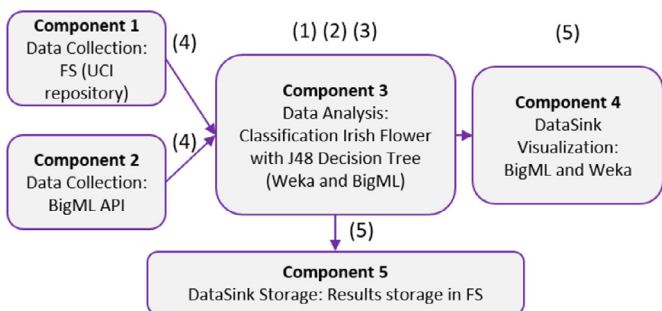 Component 1
Data Collection:
FS (UCI
repository)
(4)
(1) (2) (3)
(5)
Component 3
Data Analysis:
Classification Irish Flower
with J48 Decision Tree
(Weka and BigML)
Component 4
DataSink
Visualization:
BigML and Weka
Component 2
Data Collection:
BigML API
(4)
(5)
Component 5
DataSink Storage: Results storage in FS